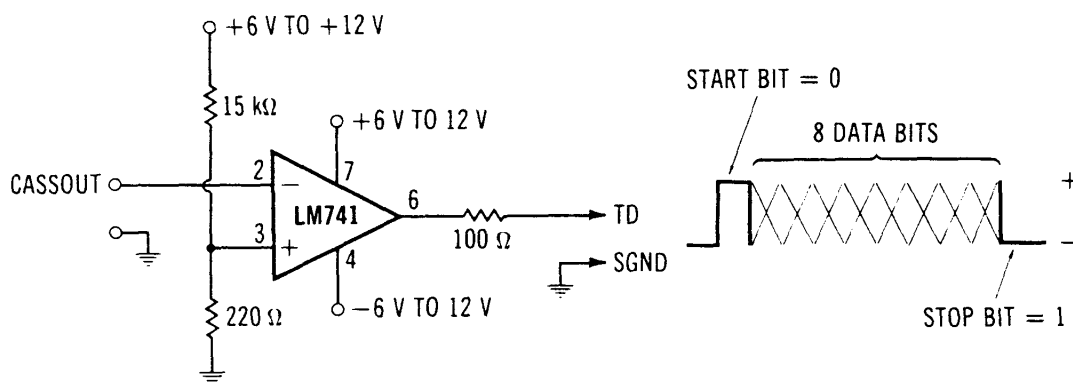 +6 V TO +12 V
15 kΩ
+6 V TO 12 V
CASSOUT
2
−
7
LM741
6
3
+
4
100 Ω
TD
SGND
−6 V TO 12 V
220 Ω
START BIT = 0
8 DATA BITS
+
−
STOP BIT = 1